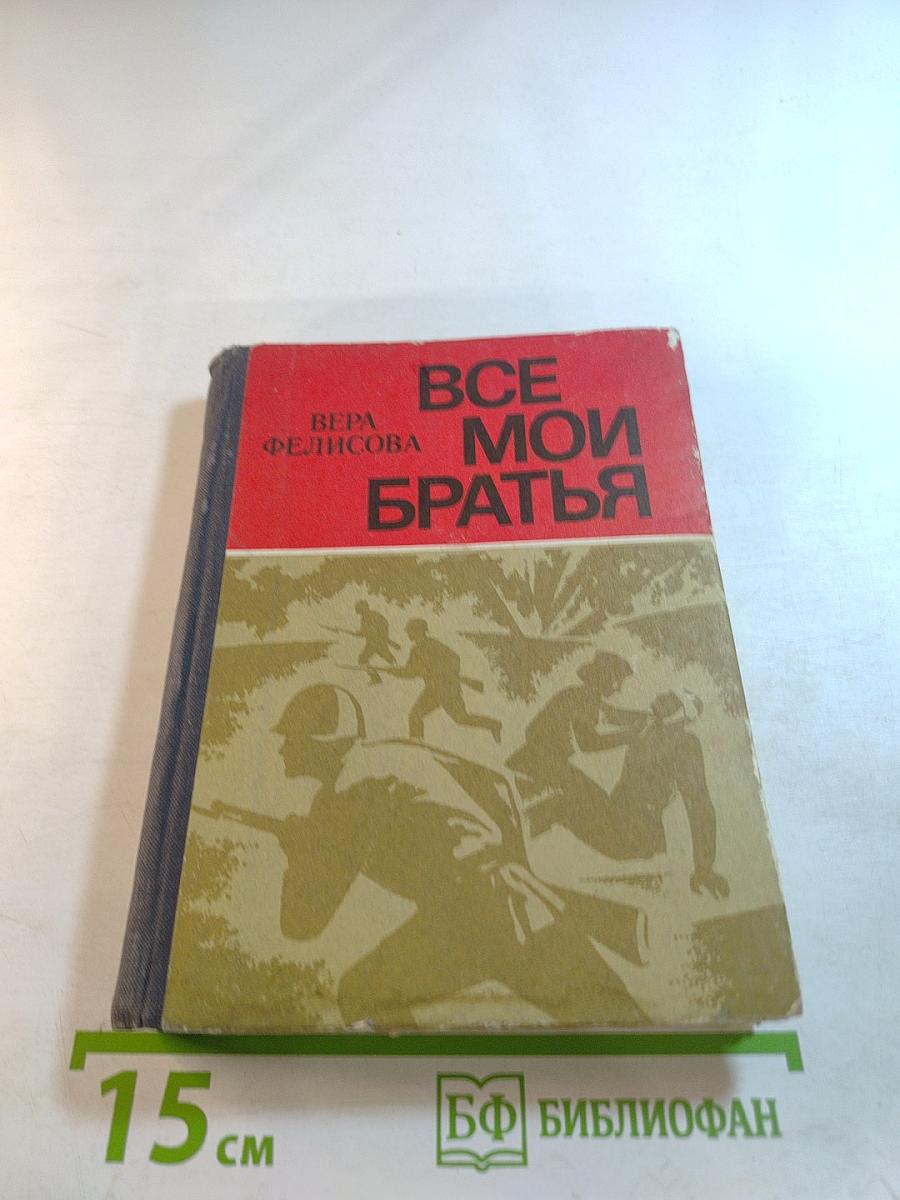 ВСЕ
МОИ
БРАТЬЯ
ВЕРА
ФЕЛИСОВА
15 см
БФ БИБЛИОФАН